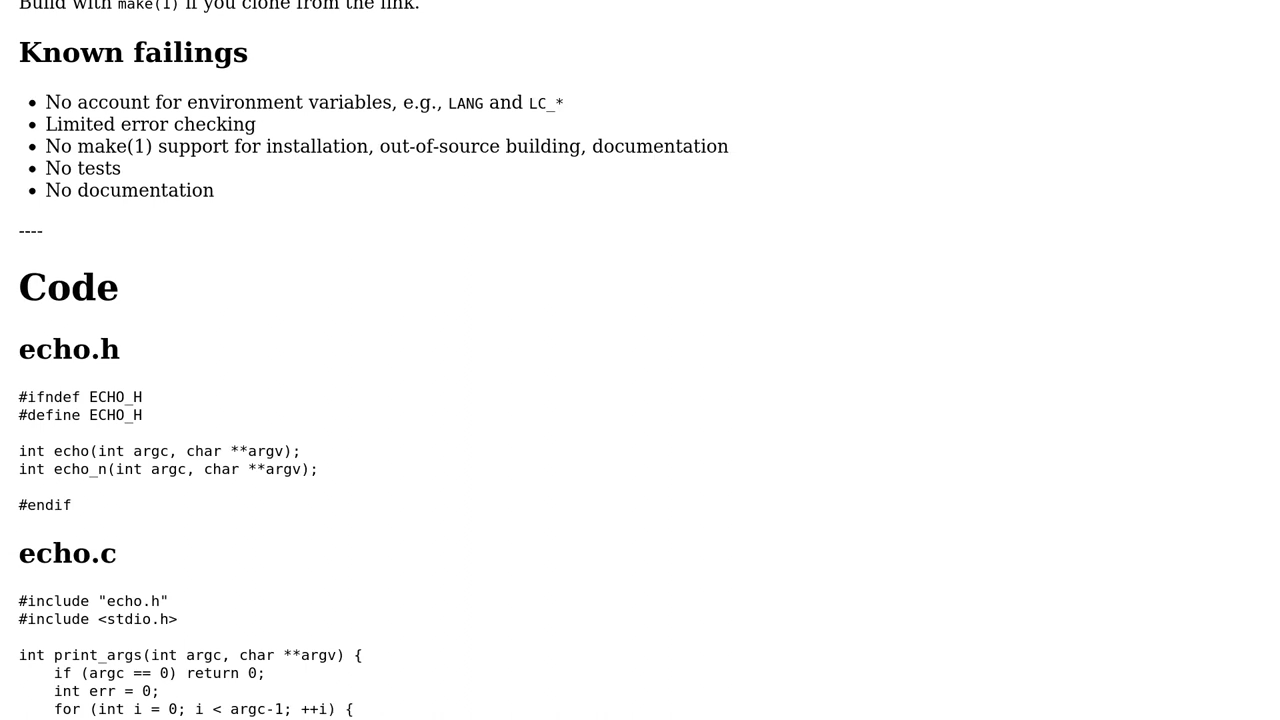 Build with make(1) if you clone from the link.
Known failings
No account for environment variables, e.g., LANG and LC_*
Limited error checking
No make(1) support for installation, out-of-source building, documentation
No tests
No documentation
----
Code
echo.h
#ifndef ECHO_H
#define ECHO_H
int echo(int argc, char **argv);
int echo_n(int argc, char **argv);
#endif
echo.c
#include "echo.h"
#include <stdio.h>
int print_args(int argc, char **argv) {
    if (argc == 0) return 0;
    int err = 0;
    for (int i = 0; i < argc-1; ++i) {